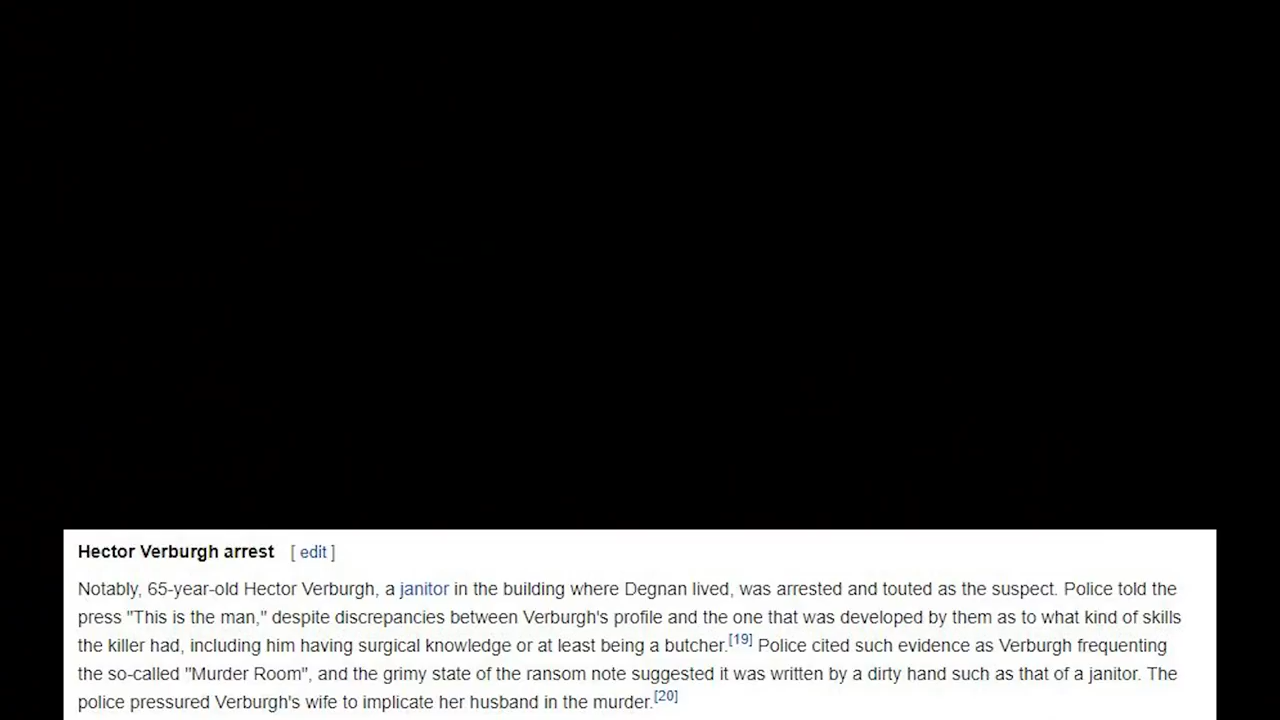 Hector Verburgh arrest [ edit ]
Notably, 65-year-old Hector Verburgh, a janitor in the building where Degnan lived, was arrested and touted as the suspect. Police told the
press "This is the man," despite discrepancies between Verburgh's profile and the one that was developed by them as to what kind of skills
the killer had, including him having surgical knowledge or at least being a butcher.[19] Police cited such evidence as Verburgh frequenting
the so-called "Murder Room", and the grimy state of the ransom note suggested it was written by a dirty hand such as that of a janitor. The
police pressured Verburgh's wife to implicate her husband in the murder.[20]